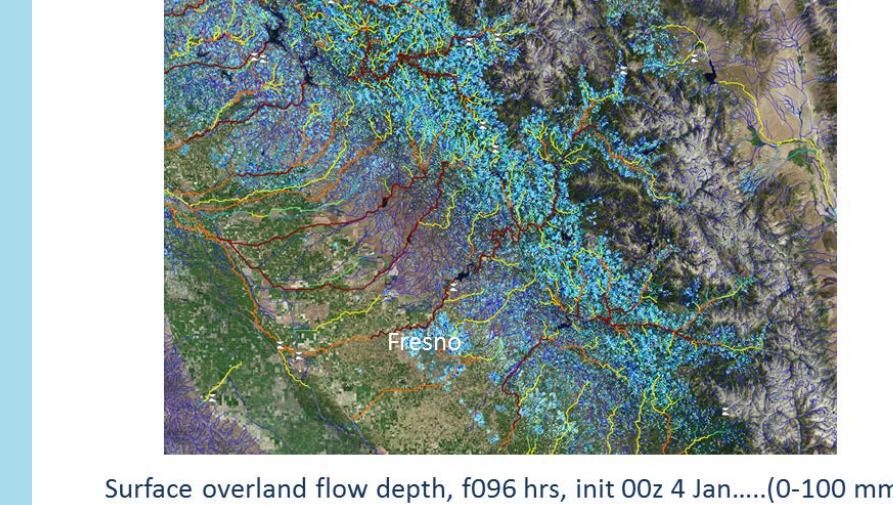 Fresno
Surface overland flow depth, f096 hrs, init 00z 4 Jan…..(0-100 mm